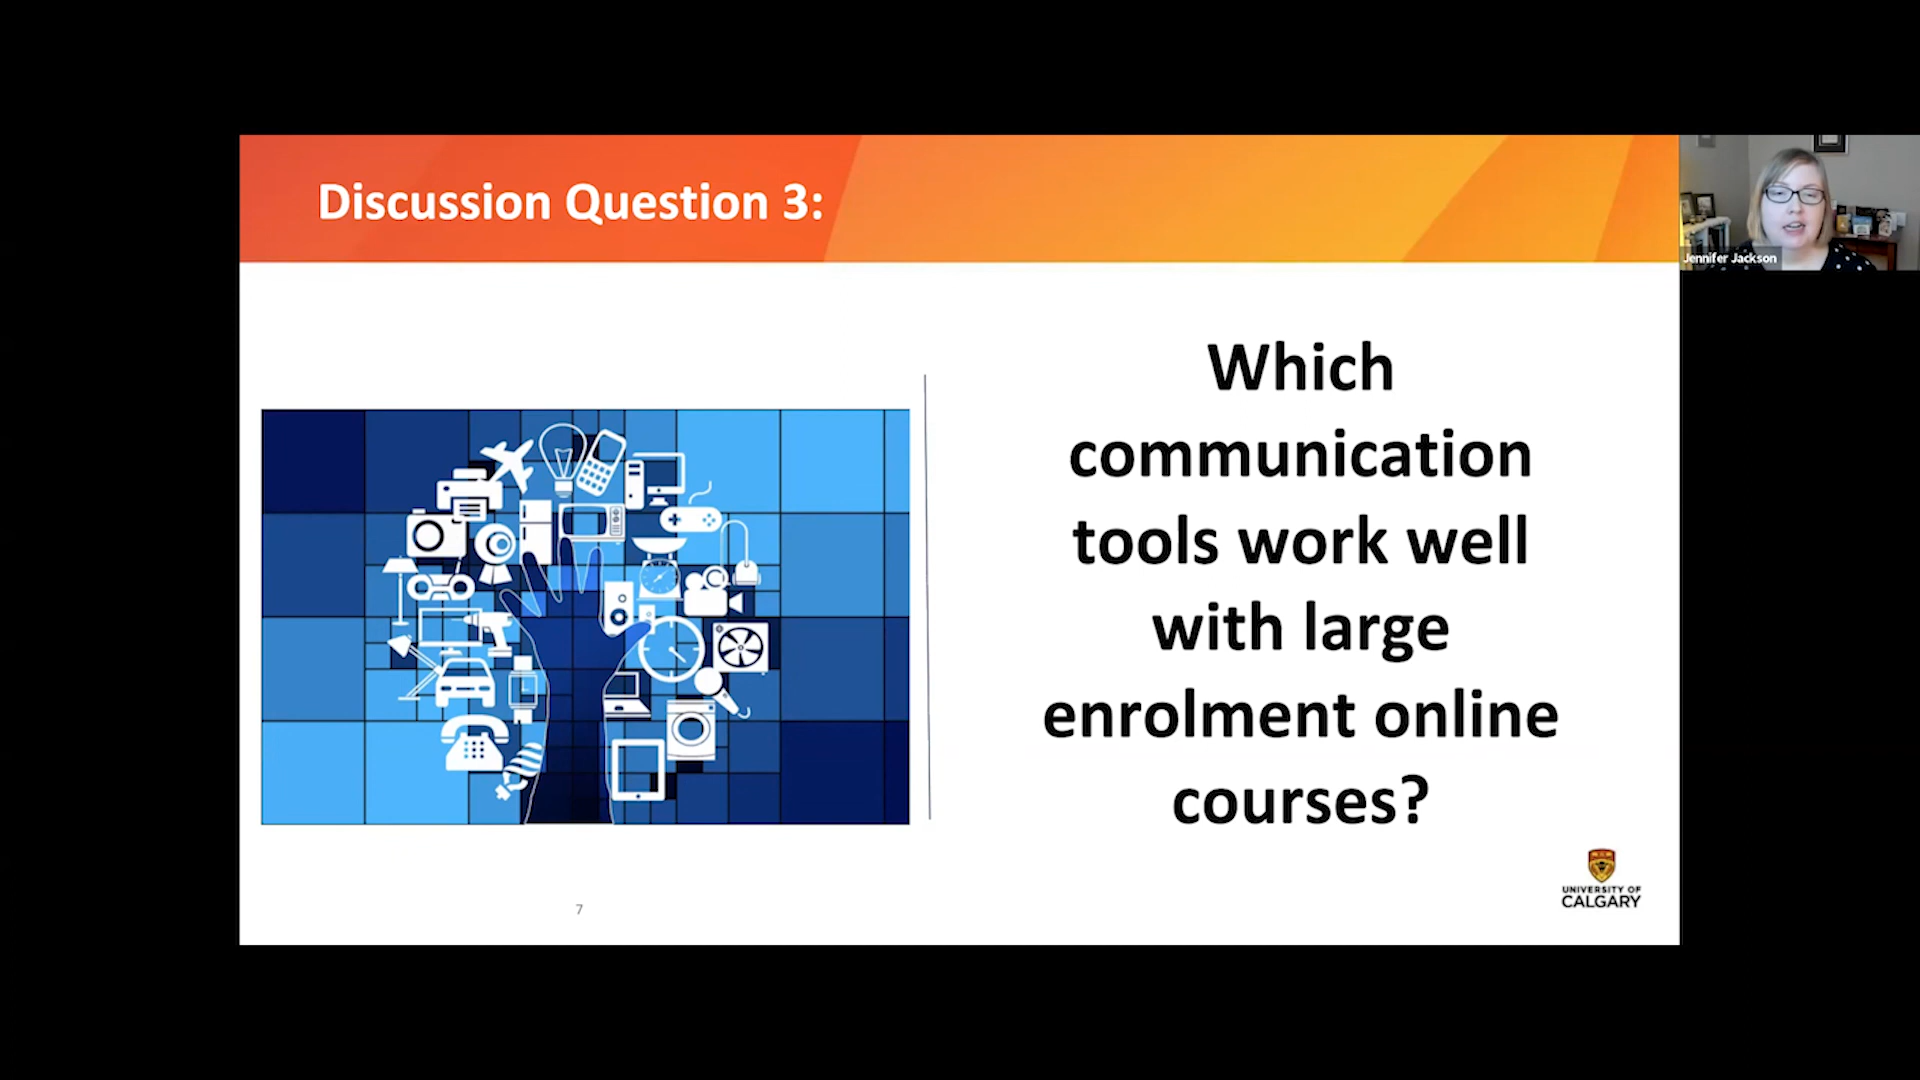 Discussion Question 3:
Jennifer Jackson
Which
communication
tools work well
with large
enrolment online
courses?
UNIVERSITY OF
CALGARY
7